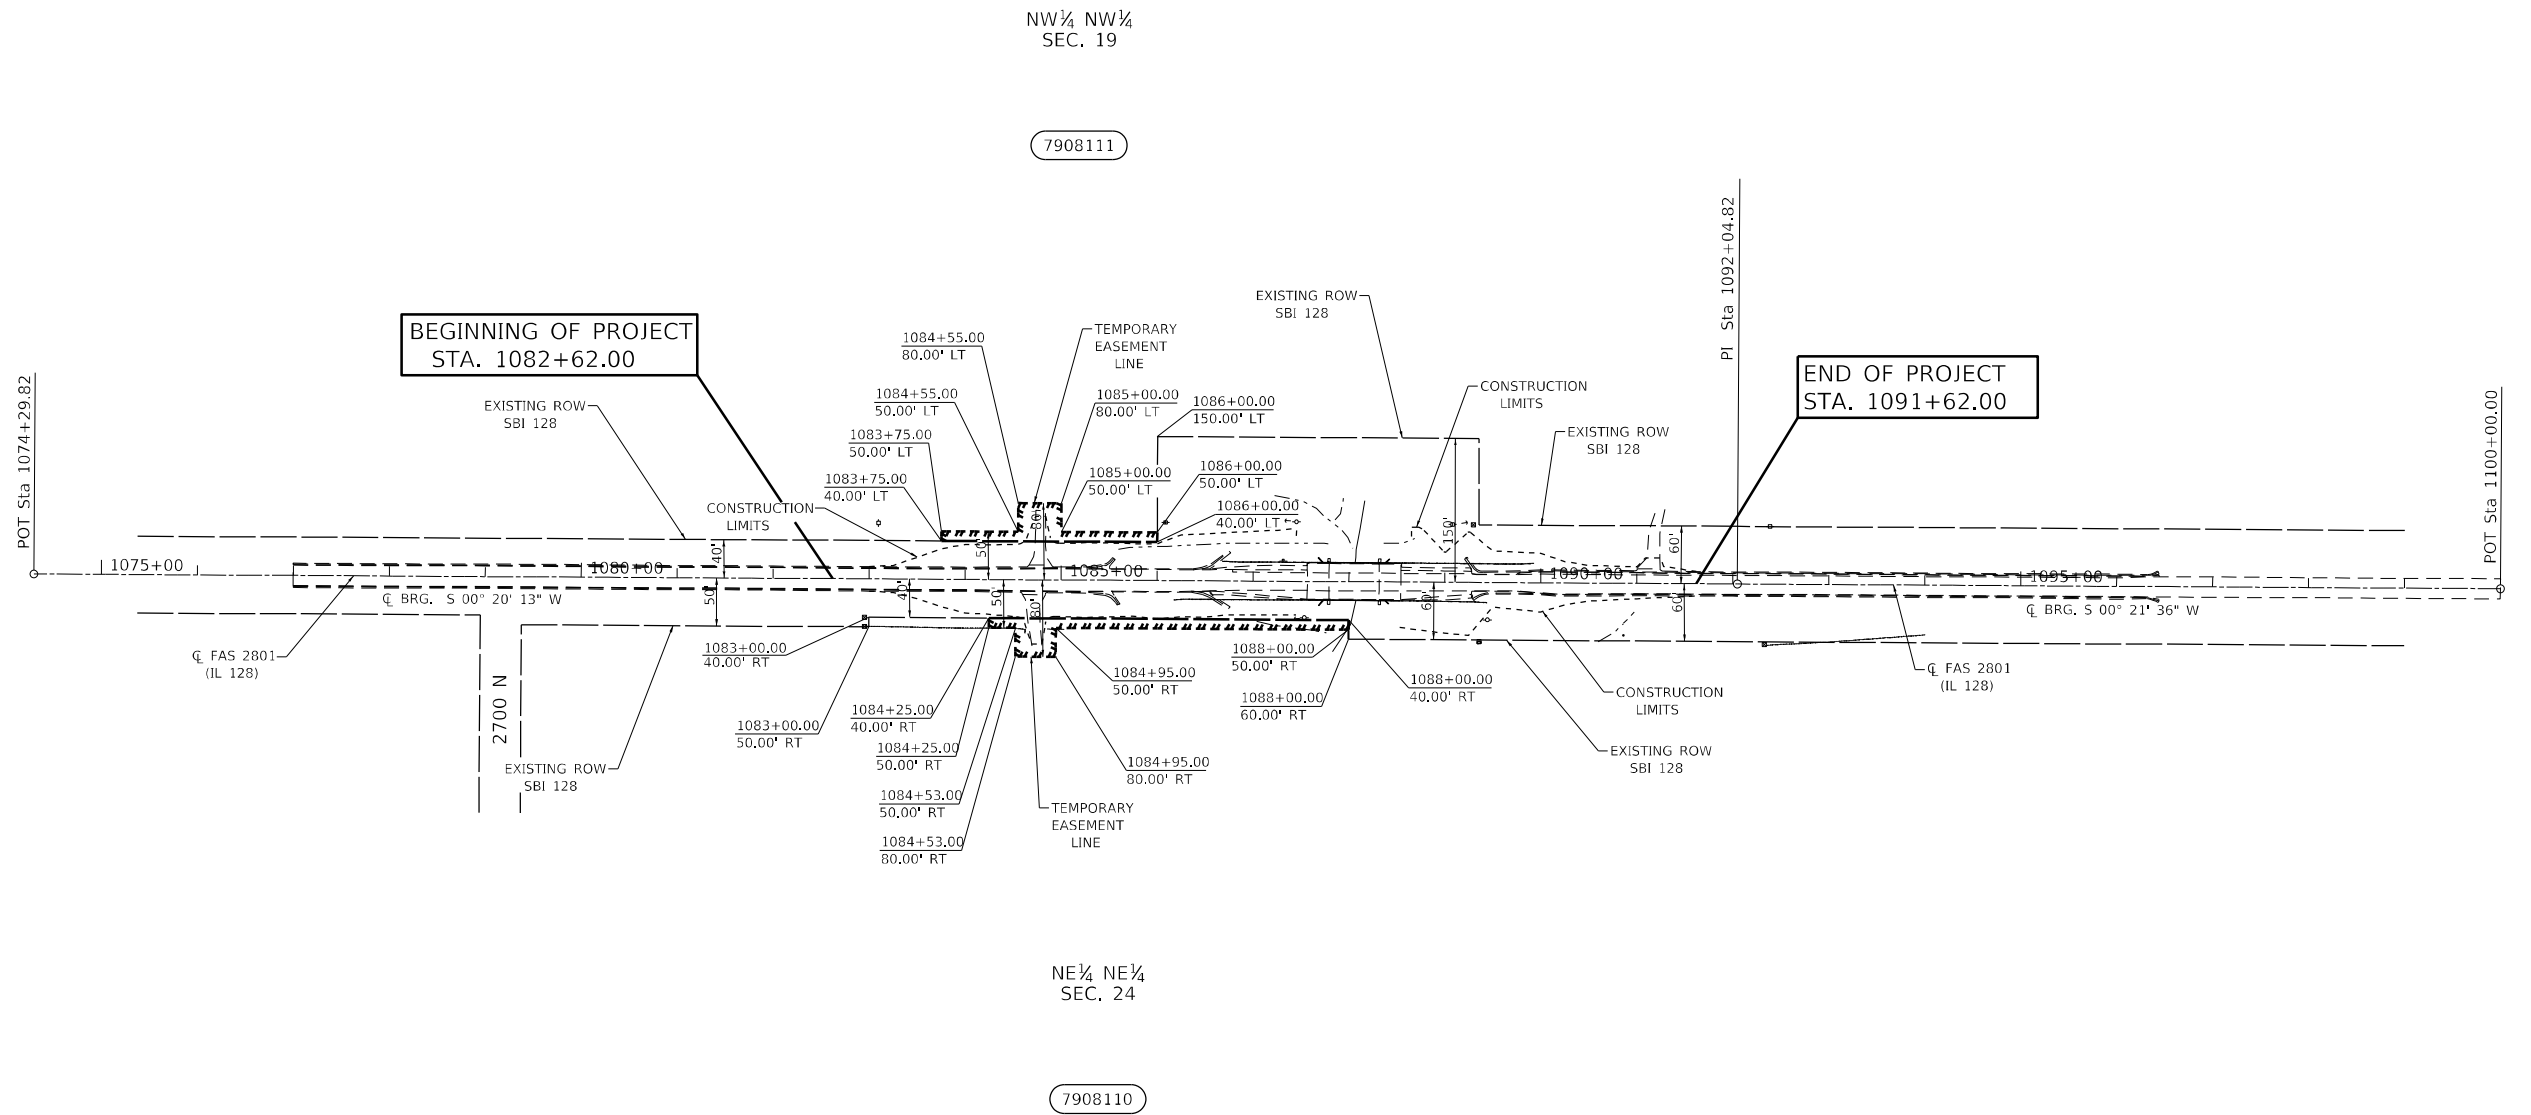 NW¼ NW¼
SEC. 19
7908111
POT Sta 1074+29.82
PI Sta 1092+04.82
POT Sta 1100+00.00
BEGINNING OF PROJECT
STA. 1082+62.00
END OF PROJECT
STA. 1091+62.00
EXISTING ROW
SBI 128
EXISTING ROW
SBI 128
EXISTING ROW
SBI 128
1084+55.00
80.00' LT
TEMPORARY
EASEMENT
LINE
1084+55.00
50.00' LT
1085+00.00
80.00' LT
1086+00.00
150.00' LT
CONSTRUCTION
LIMITS
1083+75.00
50.00' LT
1083+75.00
40.00' LT
1085+00.00
50.00' LT
1086+00.00
50.00' LT
1086+00.00
40.00' LT
CONSTRUCTION
LIMITS
40'
50'
80'
150'
60'
1075+00
1080+00
1085+00
1090+00
1095+00
℄ BRG. S 00° 20' 13" W
℄ BRG. S 00° 21' 36" W
50'
40'
50'
80'
60'
60'
℄ FAS 2801
(IL 128)
2700 N
1083+00.00
40.00' RT
1083+00.00
50.00' RT
1084+25.00
40.00' RT
1084+25.00
50.00' RT
1084+53.00
50.00' RT
1084+53.00
80.00' RT
1084+95.00
50.00' RT
1084+95.00
80.00' RT
1088+00.00
50.00' RT
1088+00.00
60.00' RT
1088+00.00
40.00' RT
EXISTING ROW
SBI 128
TEMPORARY
EASEMENT
LINE
CONSTRUCTION
LIMITS
EXISTING ROW
SBI 128
℄ FAS 2801
(IL 128)
NE¼ NE¼
SEC. 24
7908110